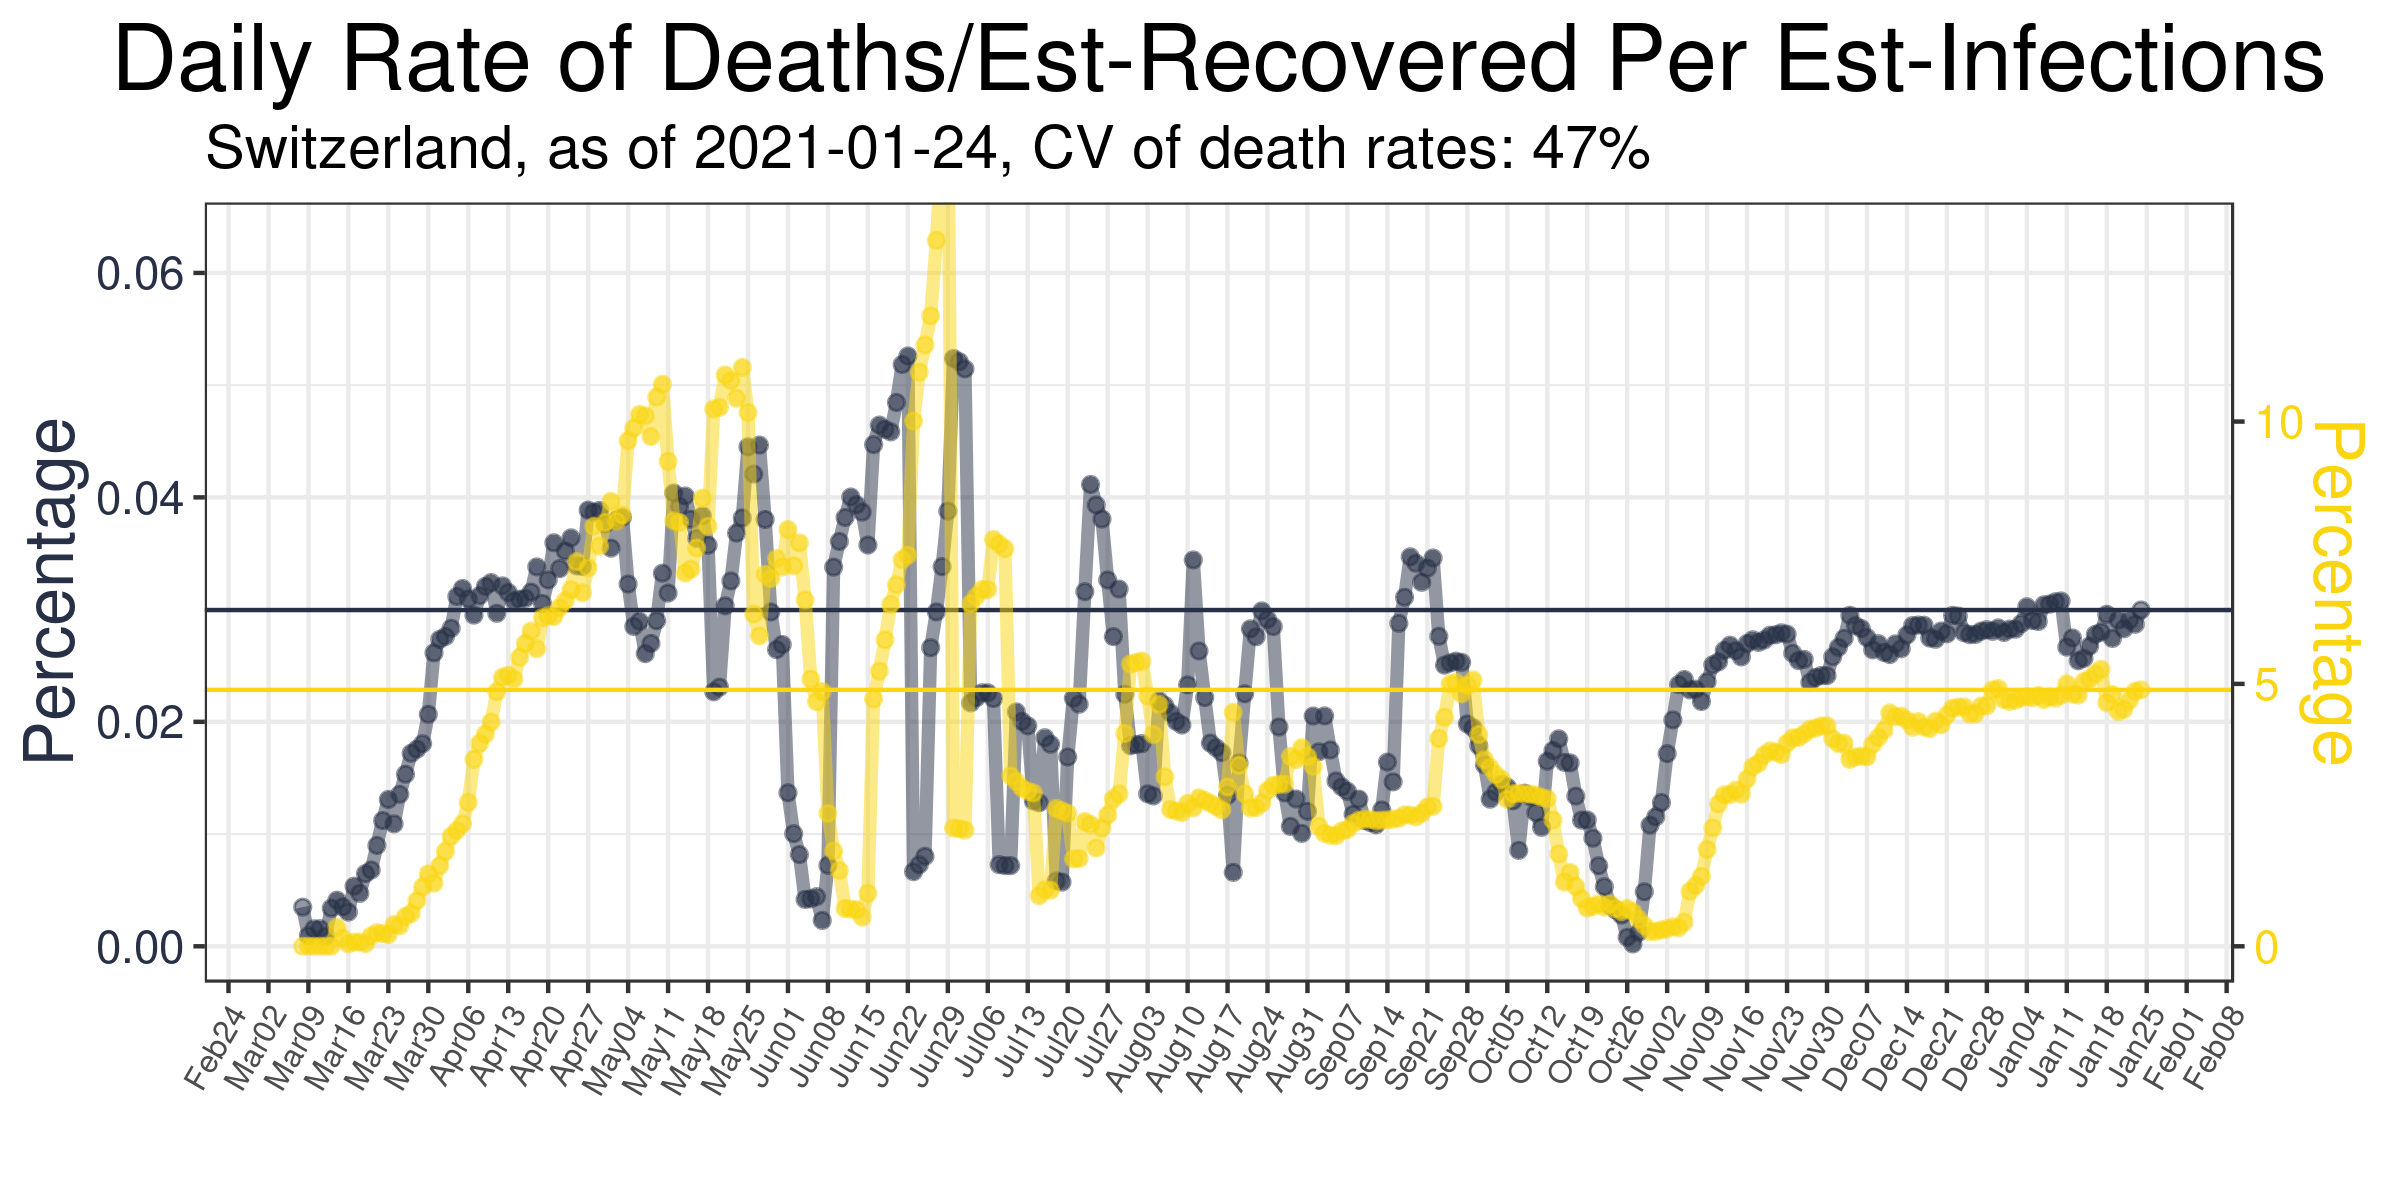 Daily Rate of Deaths/Est-Recovered Per Est-Infections
Switzerland, as of 2021-01-24, CV of death rates: 47%
Percentage
0.06
0.04
0.02
0.00
10
5
0
Percentage
Feb24
Mar02
Mar09
Mar16
Mar23
Mar30
Apr06
Apr13
Apr20
Apr27
May04
May11
May18
May25
Jun01
Jun08
Jun15
Jun22
Jun29
Jul06
Jul13
Jul20
Jul27
Aug03
Aug10
Aug17
Aug24
Aug31
Sep07
Sep14
Sep21
Sep28
Oct05
Oct12
Oct19
Oct26
Nov02
Nov09
Nov16
Nov23
Nov30
Dec07
Dec14
Dec21
Dec28
Jan04
Jan11
Jan18
Jan25
Feb01
Feb08